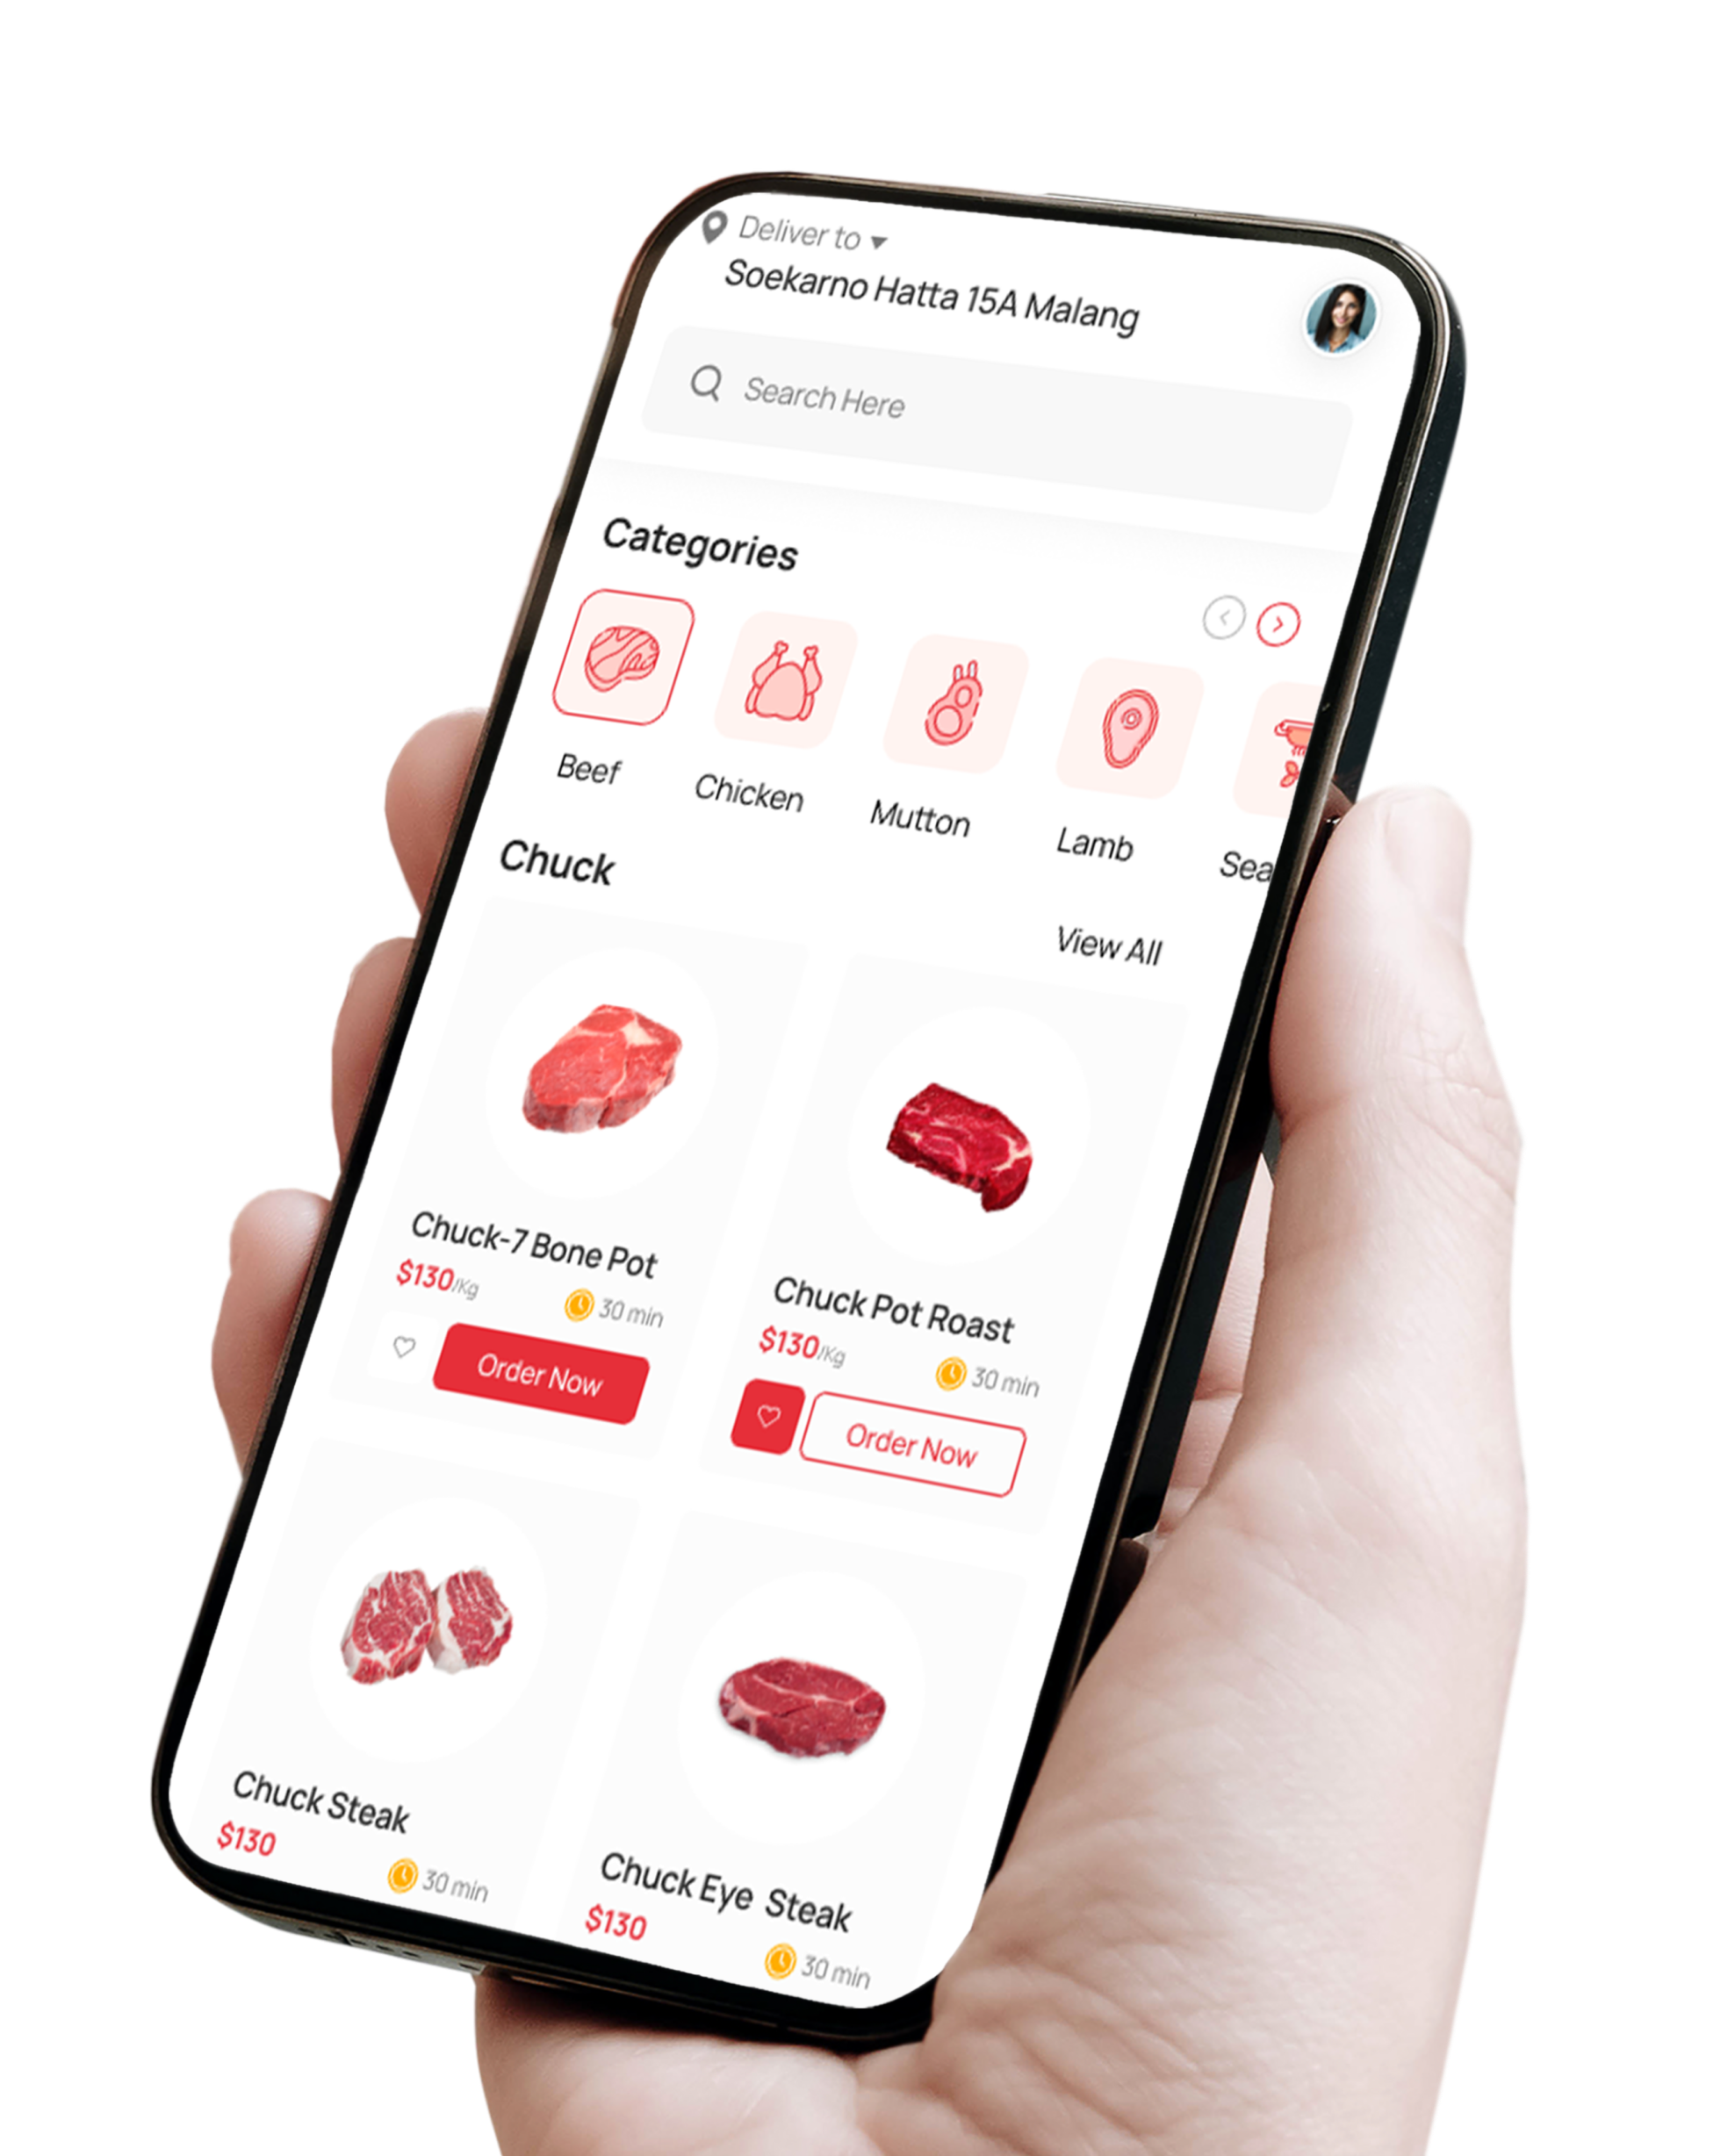 Deliver to
Soekarno Hatta 15A Malang
Search Here
Categories
Beef
Chicken
Mutton
Lamb
Sea
Chuck
View All
Chuck-7 Bone Pot
$130/Kg
30 min
Order Now
Chuck Pot Roast
$130/Kg
30 min
Order Now
Chuck Steak
$130
30 min
Chuck Eye Steak
$130
30 min